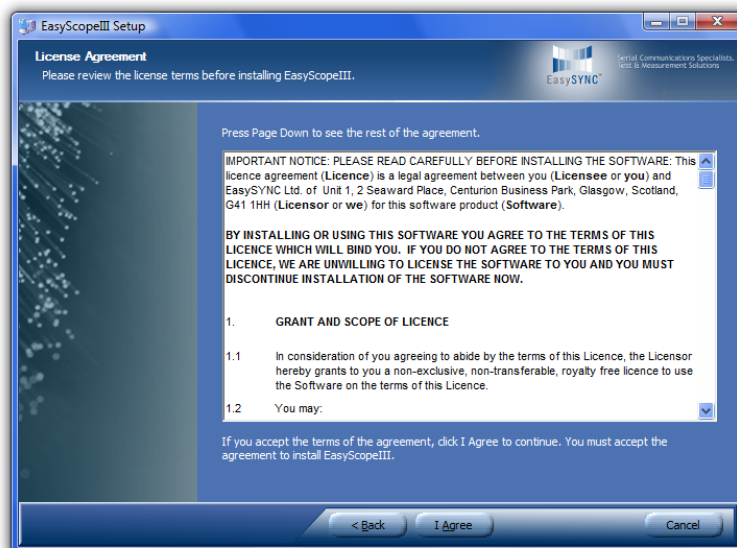 EasyScopeIII Setup
License Agreement
Please review the license terms before installing EasyScopeIII.
EasySYNC
Serial Communications Specialists,
Test & Measurement Solutions
Press Page Down to see the rest of the agreement.
IMPORTANT NOTICE: PLEASE READ CAREFULLY BEFORE INSTALLING THE SOFTWARE: This
licence agreement (Licence) is a legal agreement between you (Licensee or you) and
EasySYNC Ltd. of Unit 1, 2 Seaward Place, Centurion Business Park, Glasgow, Scotland,
G41 1HH (Licensor or we) for this software product (Software).
BY INSTALLING OR USING THIS SOFTWARE YOU AGREE TO THE TERMS OF THIS
LICENCE WHICH WILL BIND YOU. IF YOU DO NOT AGREE TO THE TERMS OF THIS
LICENCE, WE ARE UNWILLING TO LICENSE THE SOFTWARE TO YOU AND YOU MUST
DISCONTINUE INSTALLATION OF THE SOFTWARE NOW.
1. GRANT AND SCOPE OF LICENCE
1.1 In consideration of you agreeing to abide by the terms of this Licence, the Licensor
hereby grants to you a non-exclusive, non-transferable, royalty free licence to use
the Software on the terms of this Licence.
1.2 You may:
If you accept the terms of the agreement, click I Agree to continue. You must accept the
agreement to install EasyScopeIII.
< Back
I Agree
Cancel